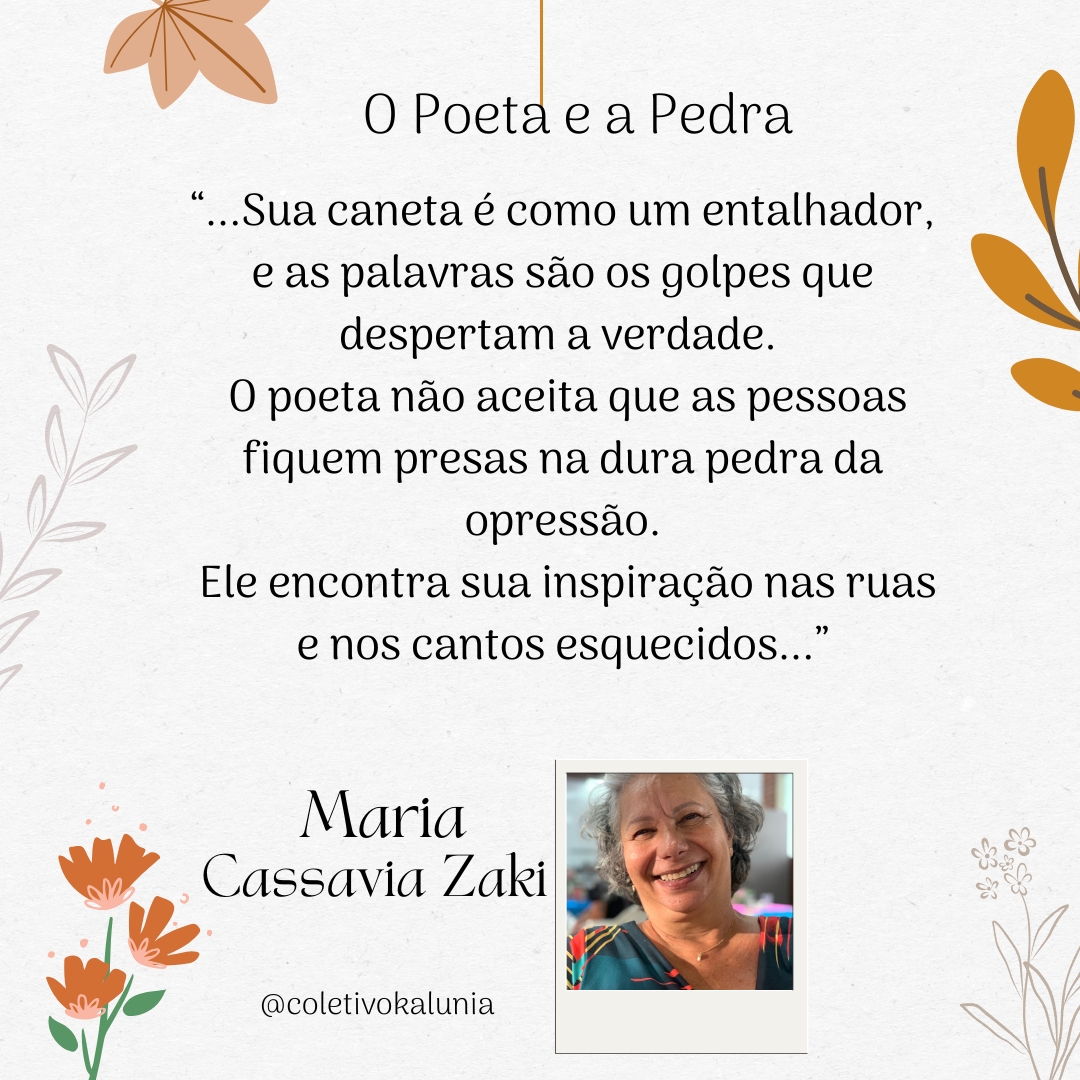 O Poeta e a Pedra
“...Sua caneta é como um entalhador,
e as palavras são os golpes que
despertam a verdade.
O poeta não aceita que as pessoas
fiquem presas na dura pedra da
opressão.
Ele encontra sua inspiração nas ruas
e nos cantos esquecidos...”
Maria
Cassavia Zaki
@coletivokalunia